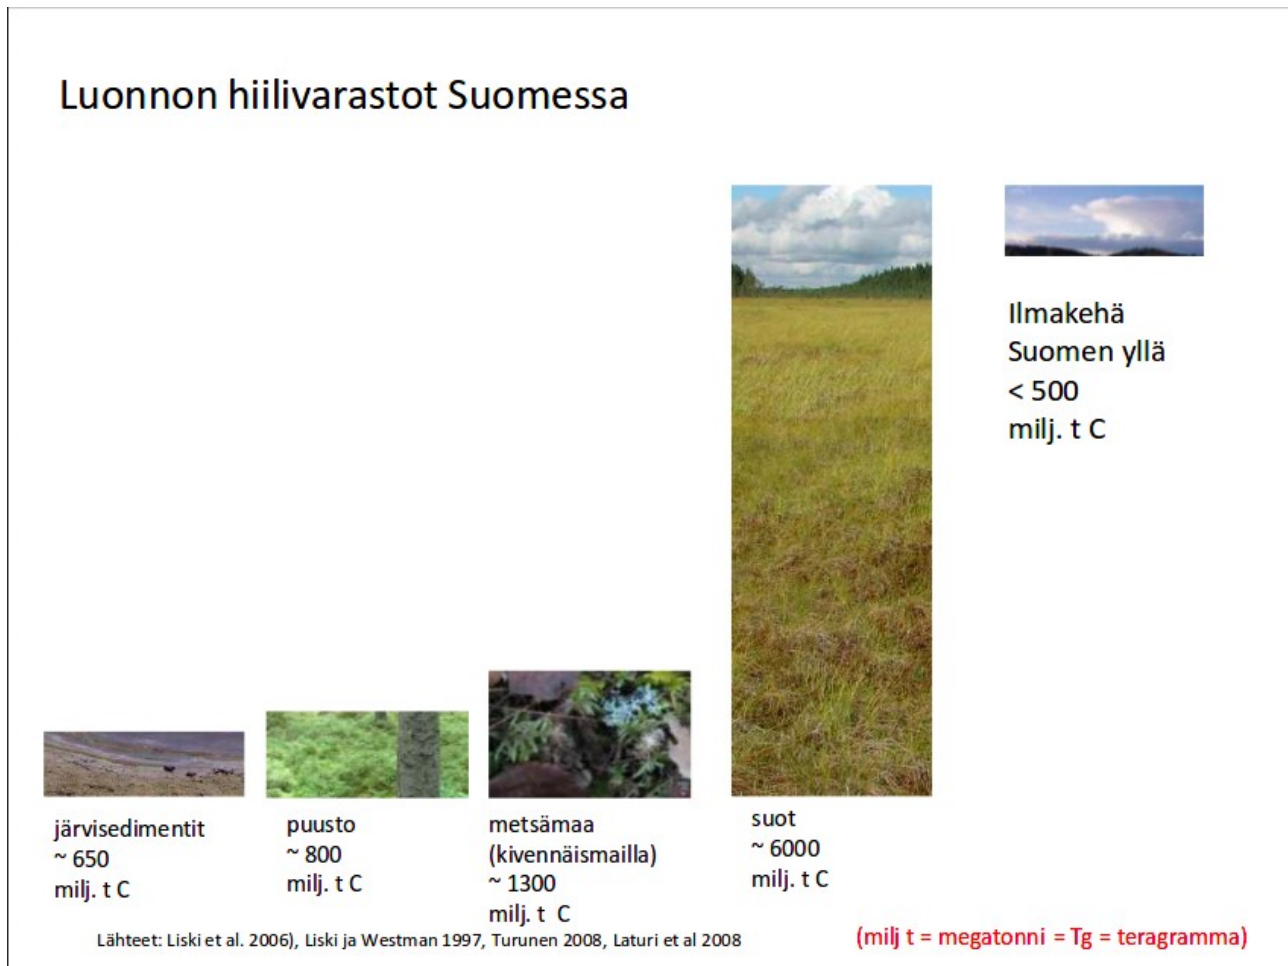 Luonnon hiilivarastot Suomessa
Ilmakehä
Suomen yllä
< 500
milj. t C
järvisedimentit
~ 650
milj. t C
puusto
~ 800
milj. t C
metsämaa
(kivennäismailla)
~ 1300
milj. t C
suot
~ 6000
milj. t C
Lähteet: Liski et al. 2006), Liski ja Westman 1997, Turunen 2008, Laturi et al 2008
(milj t = megatonni = Tg = teragramma)